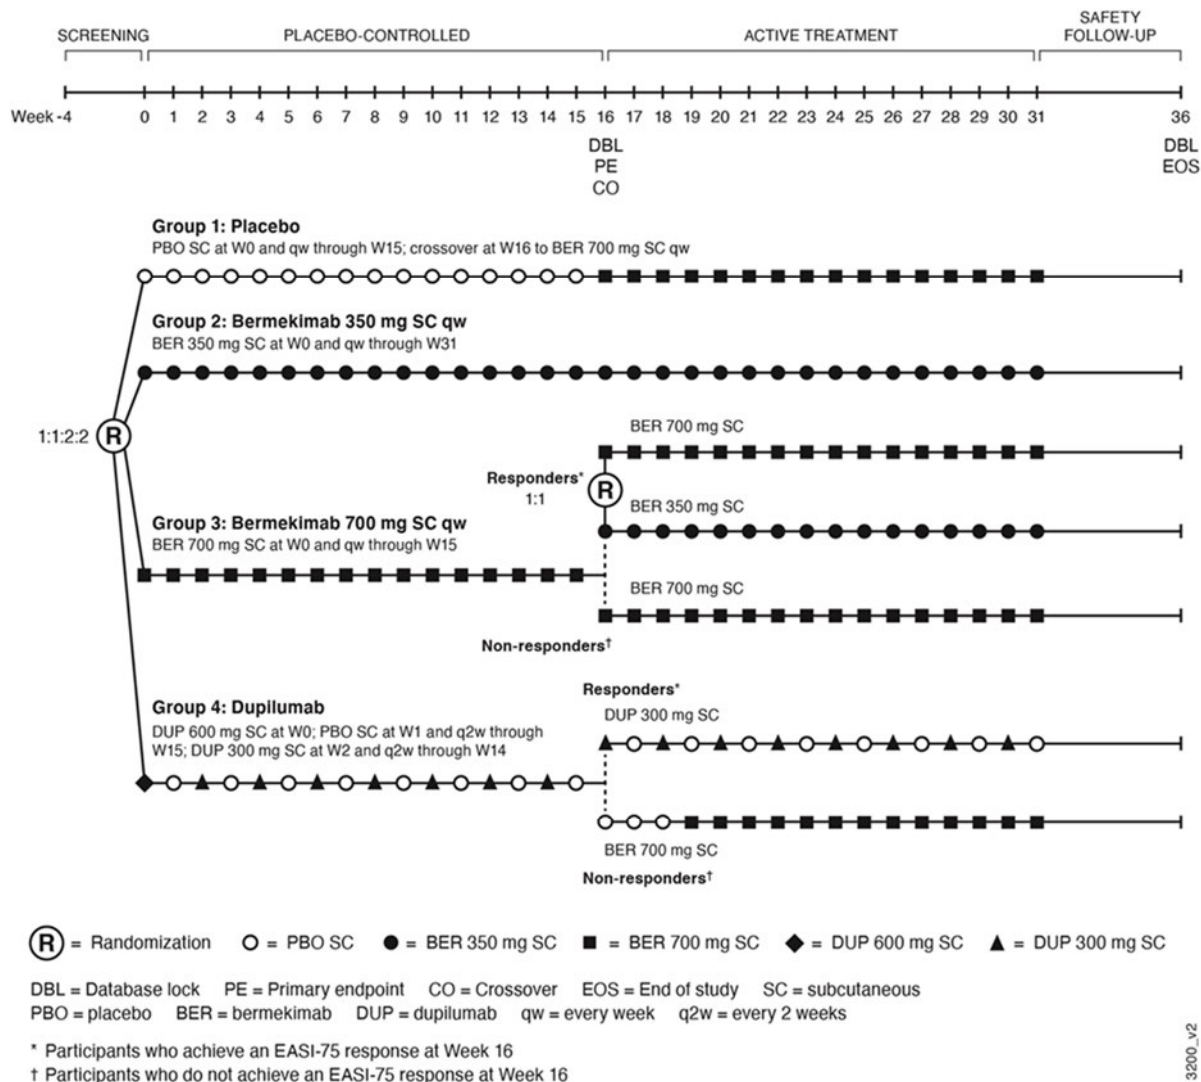 SCREENING PLACEBO-CONTROLLED ACTIVE TREATMENT SAFETY FOLLOW-UP
Week -4 0 1 2 3 4 5 6 7 8 9 10 11 12 13 14 15 16 17 18 19 20 21 22 23 24 25 26 27 28 29 30 31 36
DBL DBL
PE EOS
CO
Group 1: Placebo
PBO SC at W0 and qw through W15; crossover at W16 to BER 700 mg SC qw
Group 2: Bermekimab 350 mg SC qw
BER 350 mg SC at W0 and qw through W31
1:1:2:2 R
BER 700 mg SC
Responders*
1:1
R
BER 350 mg SC
Group 3: Bermekimab 700 mg SC qw
BER 700 mg SC at W0 and qw through W15
BER 700 mg SC
Non-responders†
Responders*
DUP 300 mg SC
Group 4: Dupilumab
DUP 600 mg SC at W0; PBO SC at W1 and q2w through
W15; DUP 300 mg SC at W2 and q2w through W14
BER 700 mg SC
Non-responders†
R = Randomization = PBO SC = BER 350 mg SC = BER 700 mg SC = DUP 600 mg SC = DUP 300 mg SC
DBL = Database lock PE = Primary endpoint CO = Crossover EOS = End of study SC = subcutaneous
PBO = placebo BER = bermekimab DUP = dupilumab qw = every week q2w = every 2 weeks
* Participants who achieve an EASI-75 response at Week 16
† Participants who do not achieve an EASI-75 response at Week 16
3200_v2